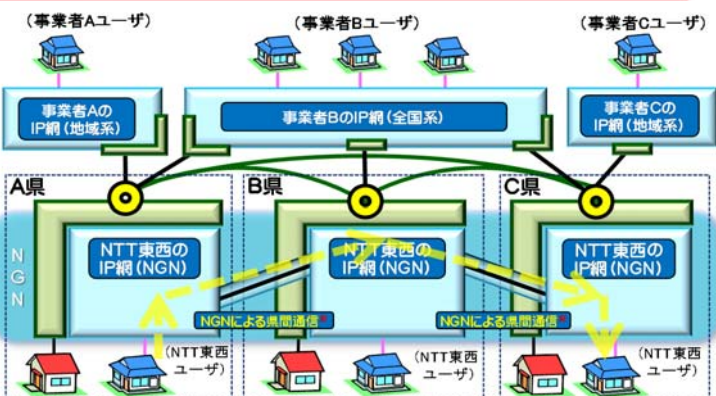 (事業者Aユーザ)
(事業者Bユーザ)
(事業者Cユーザ)
事業者Aの
IP網(地域系)
事業者BのIP網(全国系)
事業者Cの
IP網(地域系)
A県
B県
C県
NGN
NTT東西の
IP網(NGN)
NTT東西の
IP網(NGN)
NTT東西の
IP網(NGN)
NGNによる県間通信*
NGNによる県間通信*
(NTT東西
ユーザ)
(NTT東西
ユーザ)
(NTT東西
ユーザ)